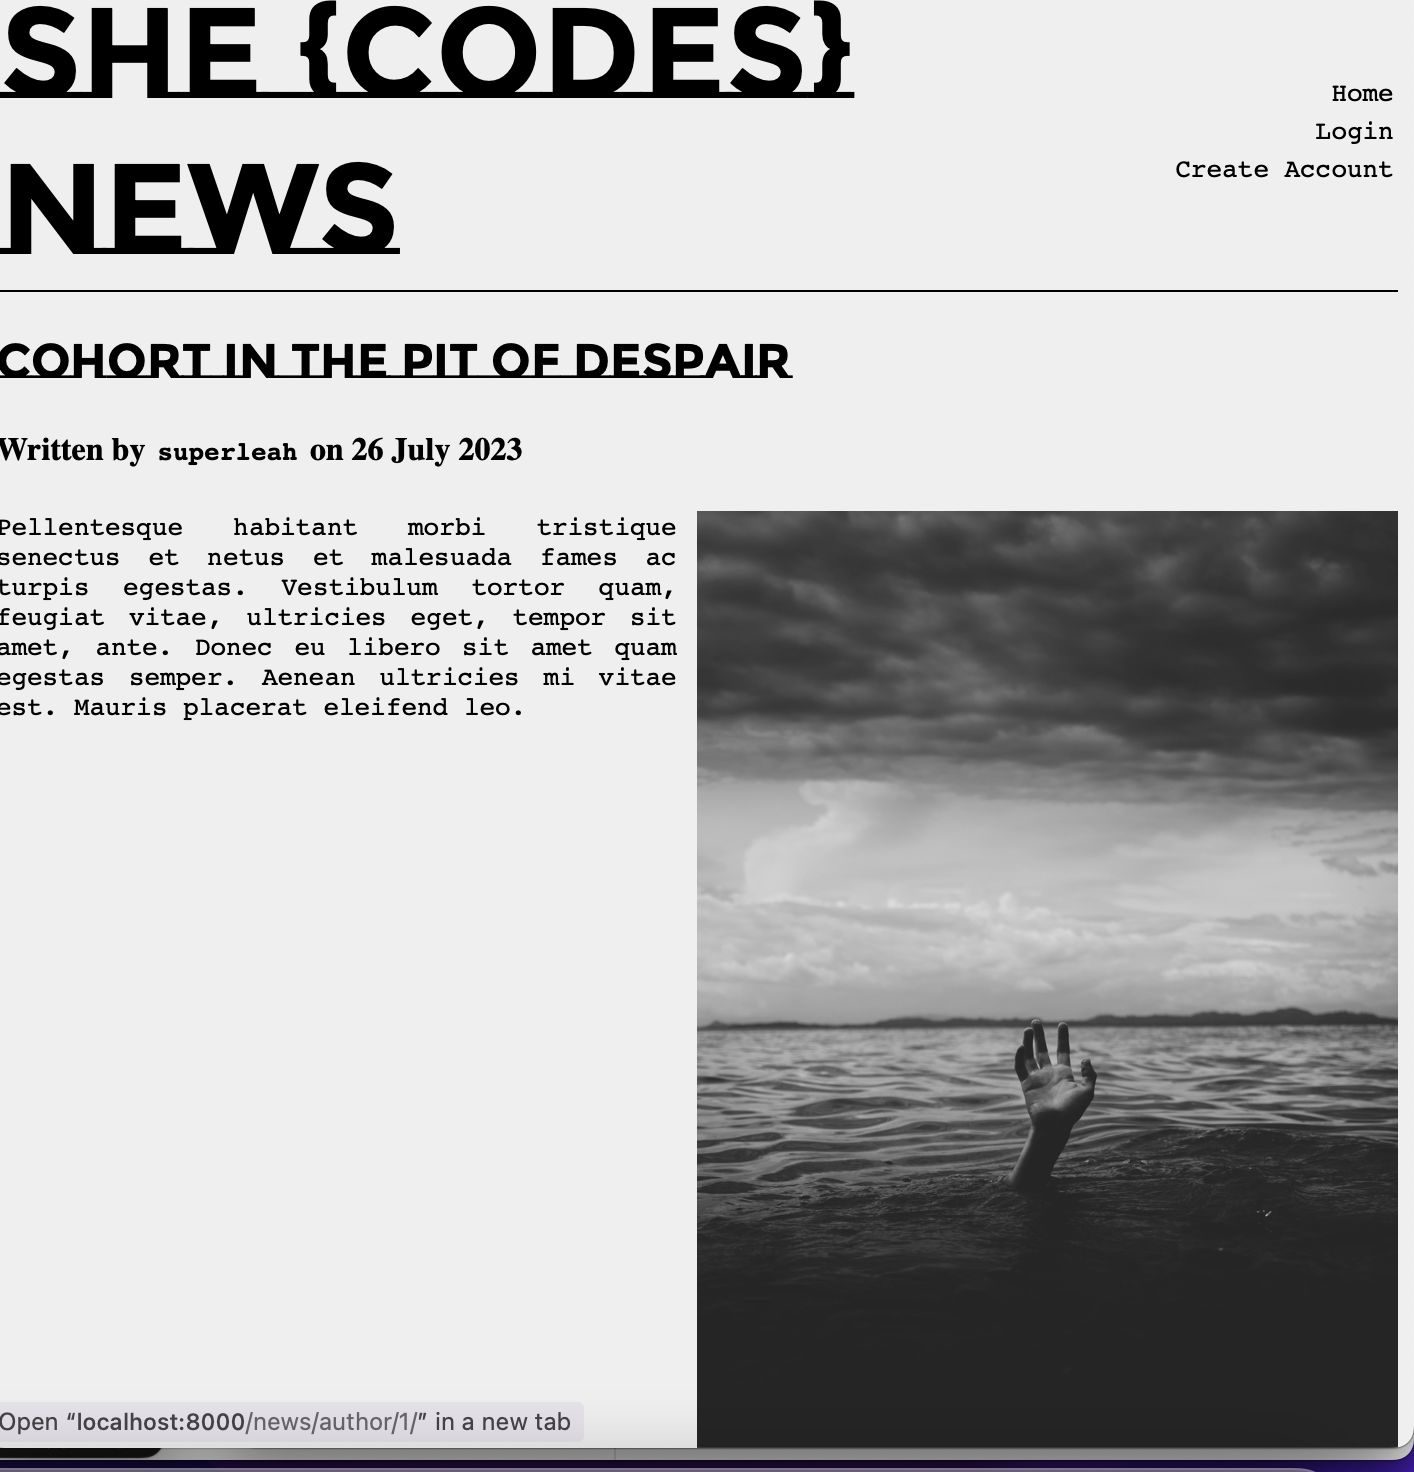 SHE {CODES}
NEWS
Home
Login
Create Account
COHORT IN THE PIT OF DESPAIR
Written by superleah on 26 July 2023
Pellentesque habitant morbi tristique
senectus et netus et malesuada fames ac
turpis egestas. Vestibulum tortor quam,
feugiat vitae, ultricies eget, tempor sit
amet, ante. Donec eu libero sit amet quam
egestas semper. Aenean ultricies mi vitae
est. Mauris placerat eleifend leo.
Open “localhost:8000/news/author/1/” in a new tab